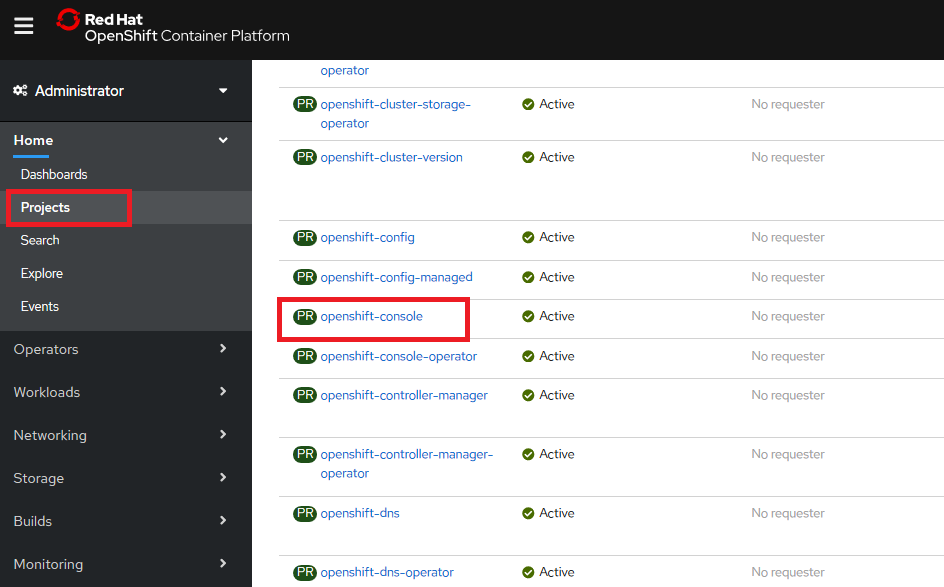 Red Hat
OpenShift Container Platform
Administrator
Home
Dashboards
Projects
Search
Explore
Events
Operators
Workloads
Networking
Storage
Builds
Monitoring
operator
PR openshift-cluster-storage- Active No requester
operator
PR openshift-cluster-version Active No requester
PR openshift-config Active No requester
PR openshift-config-managed Active No requester
PR openshift-console Active No requester
PR openshift-console-operator Active No requester
PR openshift-controller-manager Active No requester
PR openshift-controller-manager- Active No requester
operator
PR openshift-dns Active No requester
PR openshift-dns-operator Active No requester